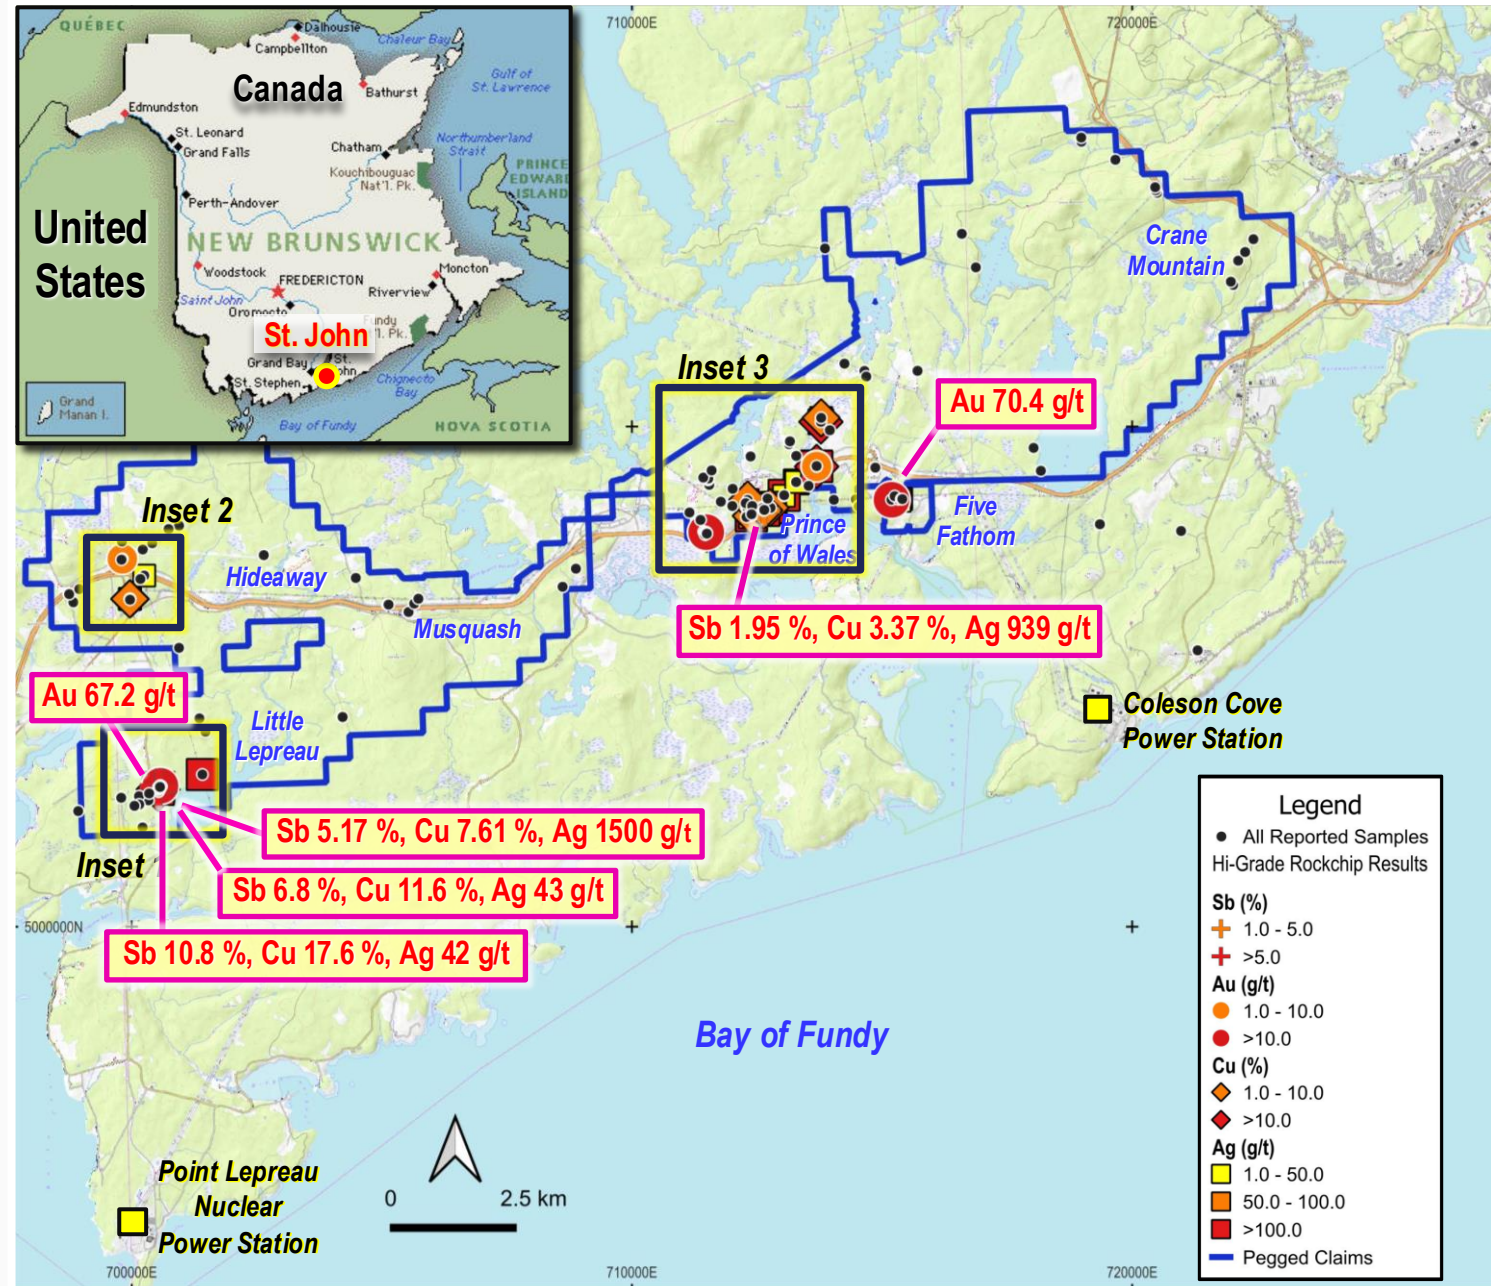 QUÉBEC
Dalhousie
Campbellton
Chaleur Bay
Canada
Bathurst
Gulf of
St. Lawrence
Edmundston
St. Leonard
Grand Falls
Chatham
Northumberland
Strait
Kouchibouguac
Nat'l. Pk.
PRINCE
EDWARD
ISLAND
Perth-Andover
United
States
NEW BRUNSWICK
Woodstock
FREDERICTON
Moncton
Riverview
Saint John
Oromocto
Fundy
St. John
Grand Bay
St.
St. Stephen
Chignecto
Bay
Grand
Manan I.
Bay of Fundy
NOVA SCOTIA
710000E
720000E
Crane
Mountain
Inset 3
Au 70.4 g/t
Inset 2
Five
Fathom
Prince
of Wales
Hideaway
Musquash
Sb 1.95 %, Cu 3.37 %, Ag 939 g/t
Au 67.2 g/t
Little
Lepreau
Coleson Cove
Power Station
Sb 5.17 %, Cu 7.61 %, Ag 1500 g/t
Inset
Sb 6.8 %, Cu 11.6 %, Ag 43 g/t
5000000N
Sb 10.8 %, Cu 17.6 %, Ag 42 g/t
Bay of Fundy
Point Lepreau
Nuclear
Power Station
0 2.5 km
Legend
All Reported Samples
Hi-Grade Rockchip Results
Sb (%)
1.0 - 5.0
>5.0
Au (g/t)
1.0 - 10.0
>10.0
Cu (%)
1.0 - 10.0
>10.0
Ag (g/t)
1.0 - 50.0
50.0 - 100.0
>100.0
Pegged Claims
700000E
710000E
720000E